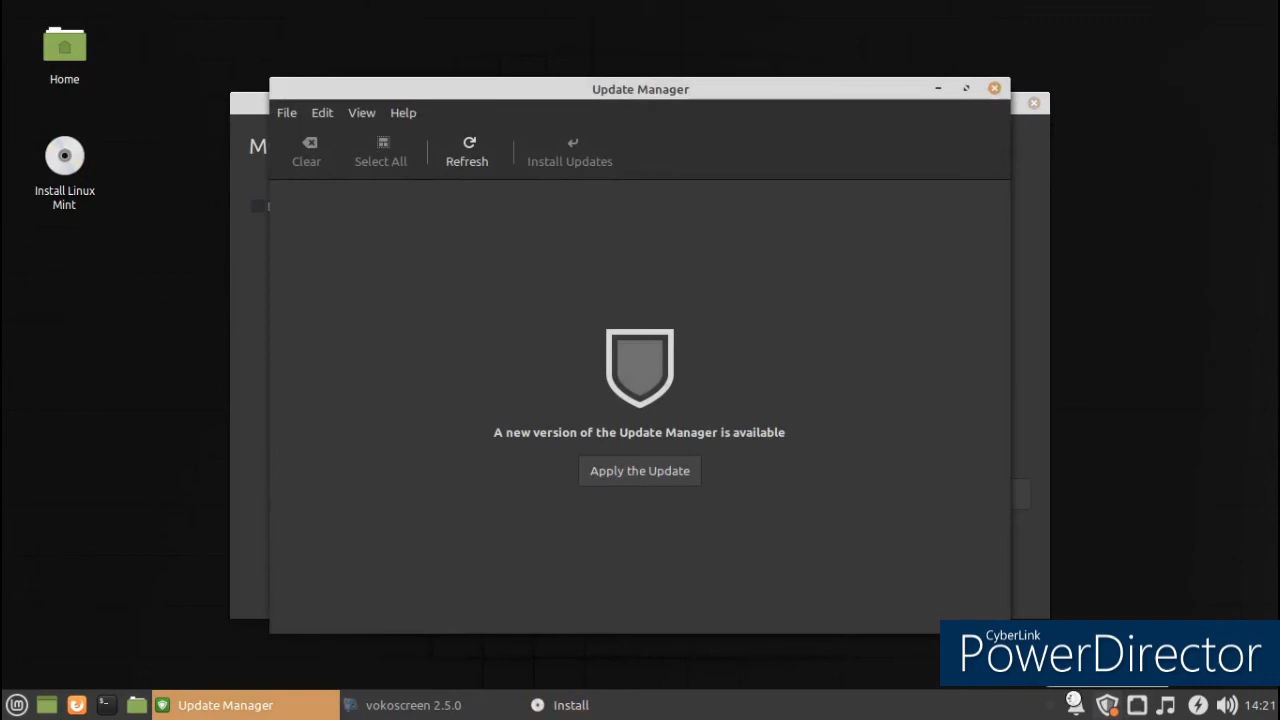 Home
Install Linux
Mint
Update Manager
File Edit View Help
Clear Select All Refresh Install Updates
A new version of the Update Manager is available
Apply the Update
CyberLink
PowerDirector
Update Manager vokoscreen 2.5.0 Install 14:21